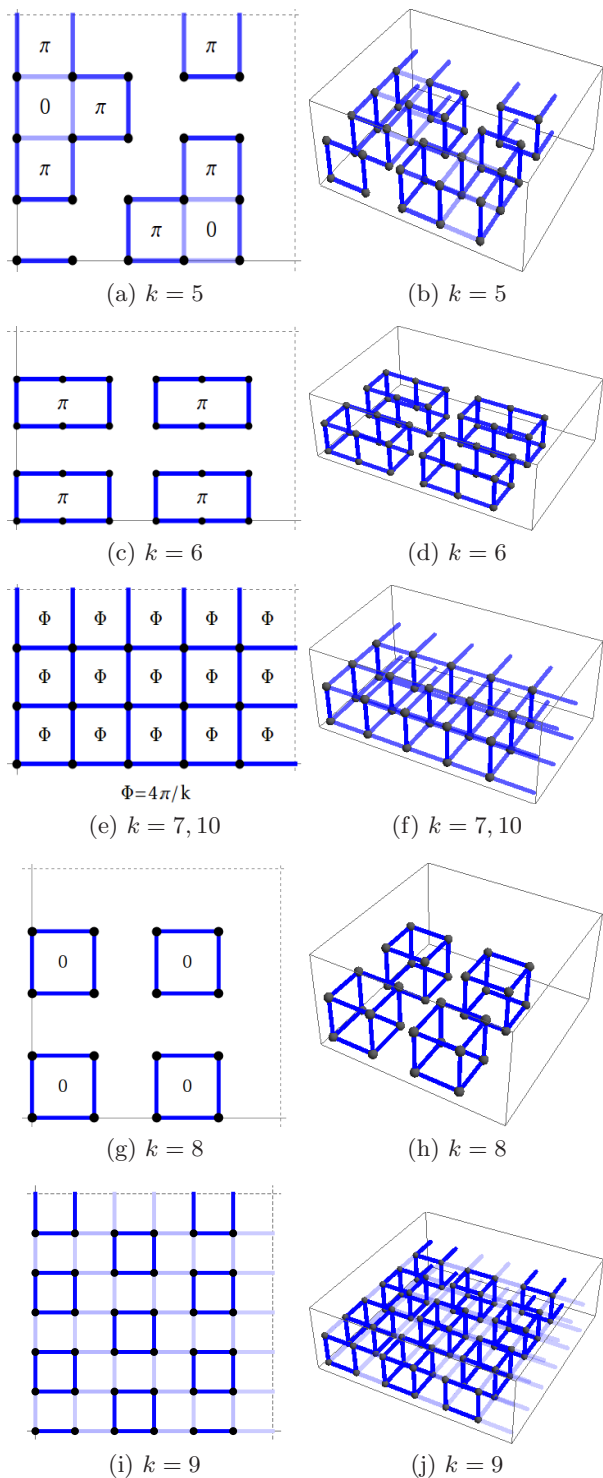 π π
0 π
π π
π 0
(a) k = 5 (b) k = 5
π π
π π
(c) k = 6 (d) k = 6
Φ Φ Φ Φ Φ
Φ Φ Φ Φ Φ
Φ Φ Φ Φ Φ
Φ=4π/k
(e) k = 7, 10 (f) k = 7, 10
0 0
0 0
(g) k = 8 (h) k = 8
(i) k = 9 (j) k = 9